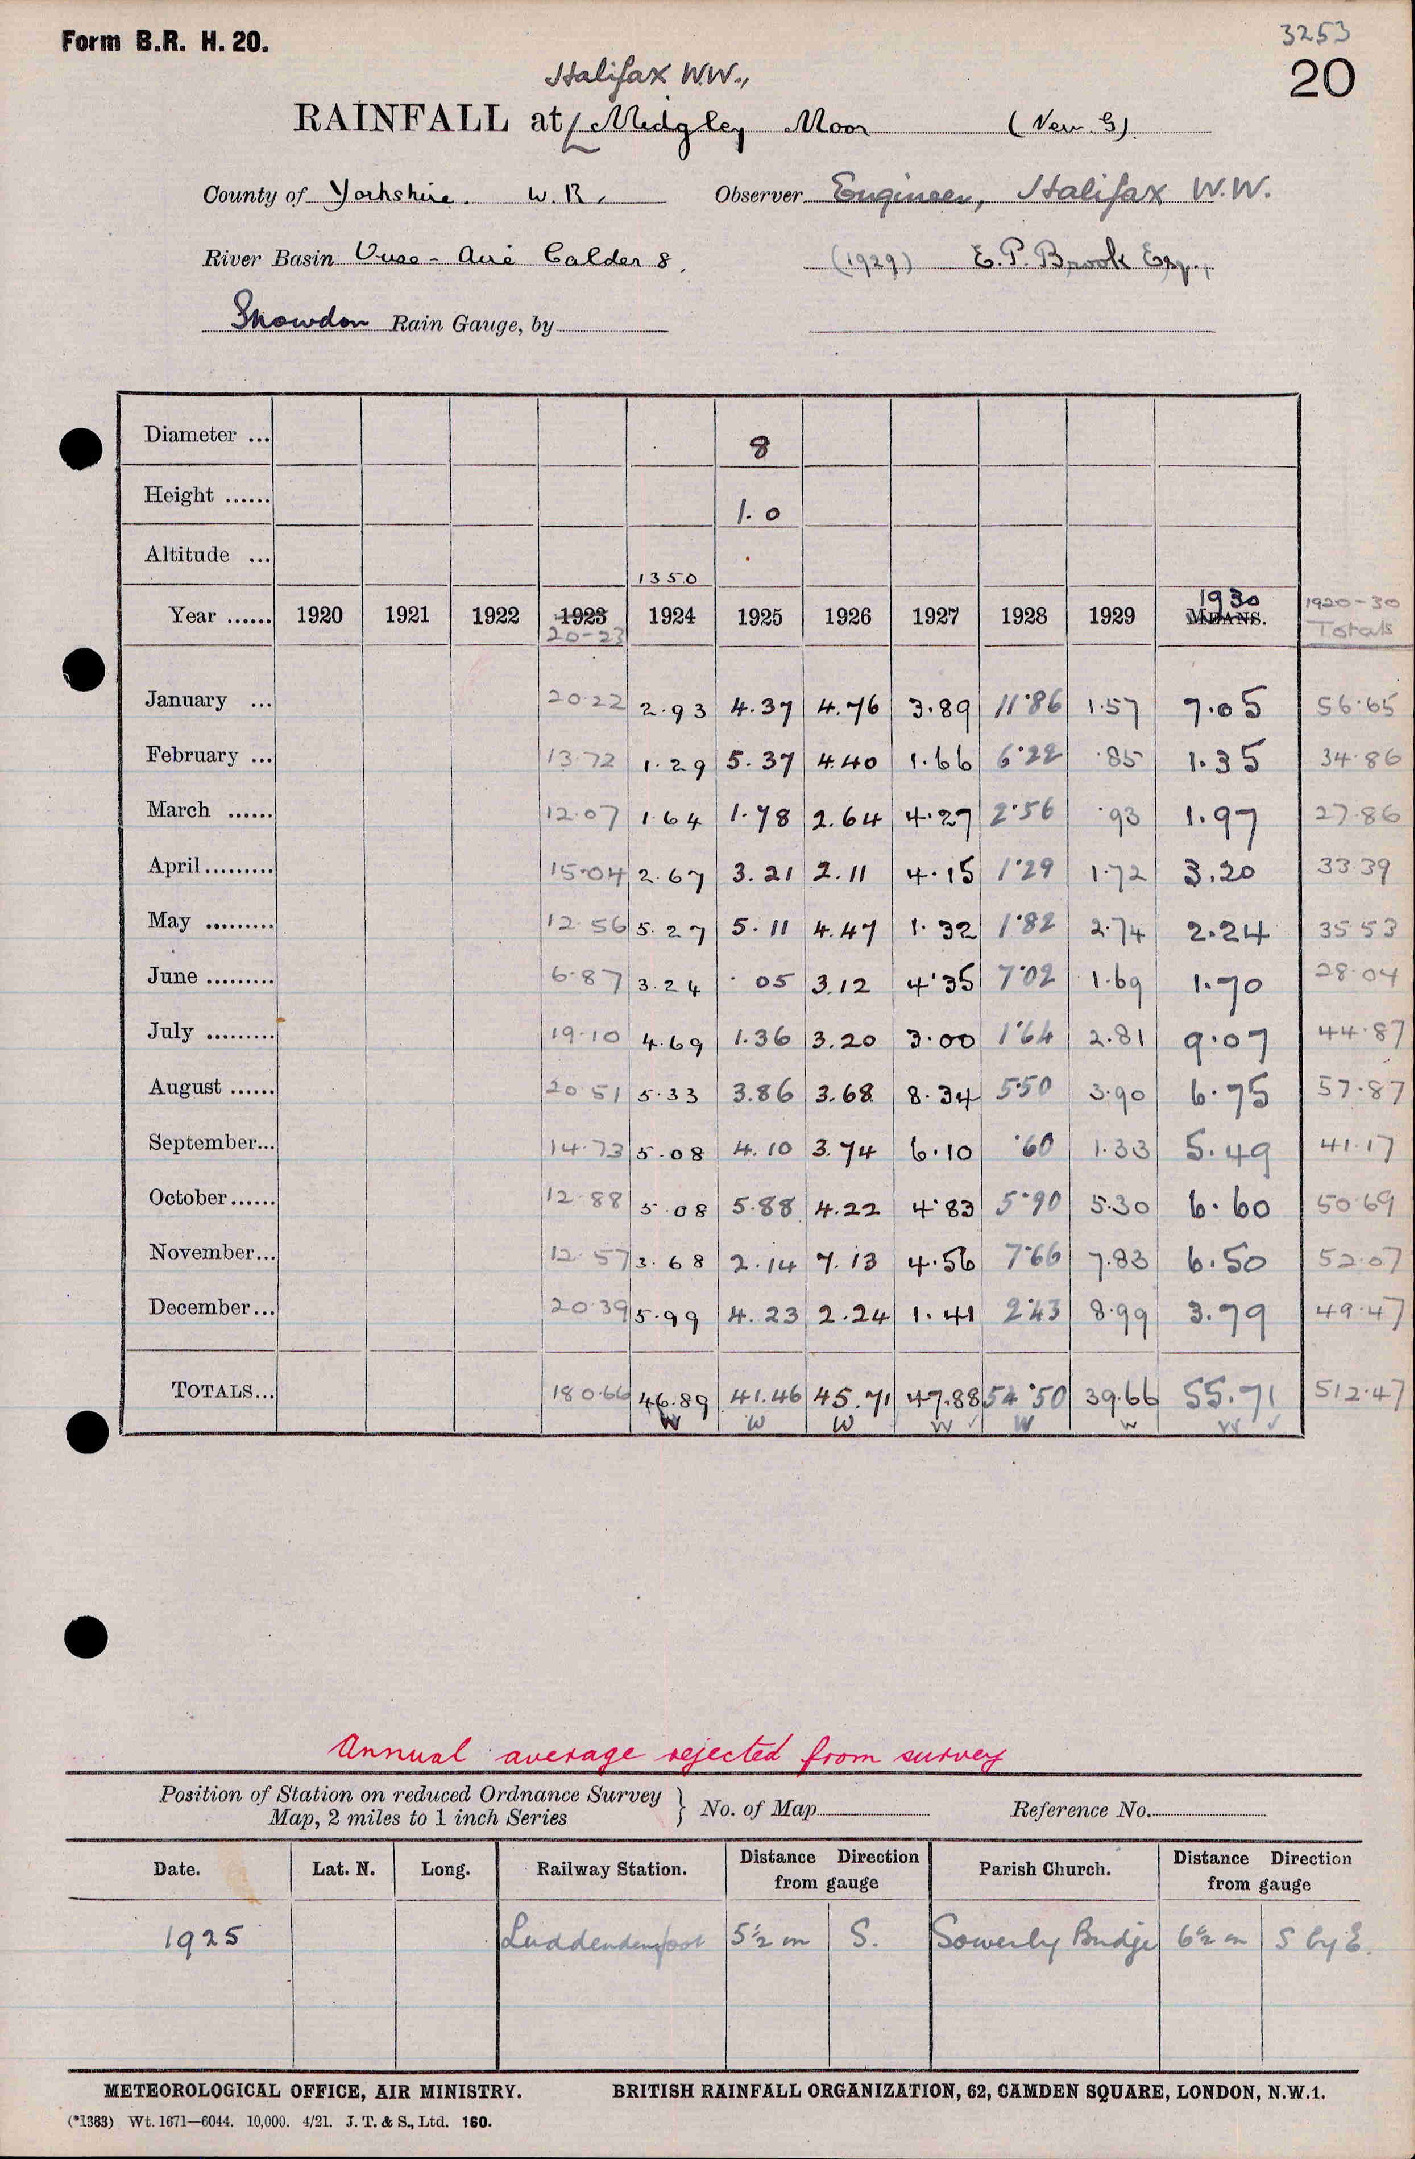 Form B.R. H. 20.
3253
20
Halifax W.W.,
RAINFALL at Midgley Moor (New G)
County of Yorkshire. W.R. Observer Engineer, Halifax W.W.
River Basin Ouse - Aire Calder 8. (1929) E.P. Brook Esq.,
Snowdon Rain Gauge, by
Diameter ... 8
Height ...... 1.0
Altitude ... 1350
Year ...... 1920 1921 1922 1923 20-23 1924 1925 1926 1927 1928 1929 MEANS. 1930 1920-30 Totals
January ... 20.22 2.93 4.37 4.76 3.89 11.86 1.57 7.05 56.65
February ... 13.72 1.29 5.37 4.40 1.66 6.22 .85 1.35 34.86
March ...... 12.07 1.64 1.78 2.64 4.27 2.56 .93 1.97 27.86
April ......... 15.04 2.67 3.21 2.11 4.15 1.29 1.72 3.20 33.39
May ......... 12.56 5.27 5.11 4.47 1.32 1.82 2.74 2.24 35.53
June ......... 6.87 3.24 .05 3.12 4.35 7.02 1.69 1.70 28.04
July ......... 19.10 4.69 1.36 3.20 3.00 1.64 2.81 9.07 44.87
August ...... 20.51 5.33 3.86 3.68 8.34 5.50 3.90 6.75 57.87
September... 14.73 5.08 4.10 3.74 6.10 .60 1.33 5.49 41.17
October...... 12.88 5.08 5.88 4.22 4.83 5.90 5.30 6.60 50.69
November... 12.57 3.68 2.14 7.13 4.56 7.66 7.83 6.50 52.07
December... 20.39 5.99 4.23 2.24 1.41 2.43 8.99 3.79 49.47
TOTALS... 180.66 46.89 41.46 45.71 47.88 54.50 39.66 55.71 512.47
W W W W ✓ W W W ✓
Annual average rejected from survey
Position of Station on reduced Ordnance Survey
Map, 2 miles to 1 inch Series } No. of Map Reference No.
Date. Lat. N. Long. Railway Station. Distance Direction from gauge Parish Church. Distance Direction from gauge
1925 Luddendenfoot 5½ m S. Sowerby Bridge 6½ m S by E.
METEOROLOGICAL OFFICE, AIR MINISTRY. BRITISH RAINFALL ORGANIZATION, 62, CAMDEN SQUARE, LONDON, N.W.1.
(*1383) Wt. 1671—6044. 10,000. 4/21. J. T. & S., Ltd. 160.